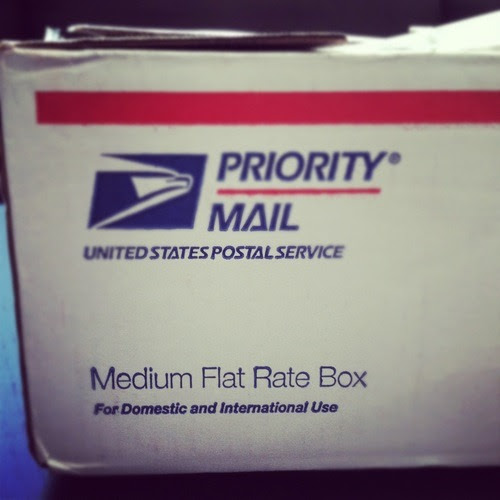 PRIORITY®
MAIL
UNITED STATES POSTAL SERVICE
Medium Flat Rate Box
For Domestic and International Use